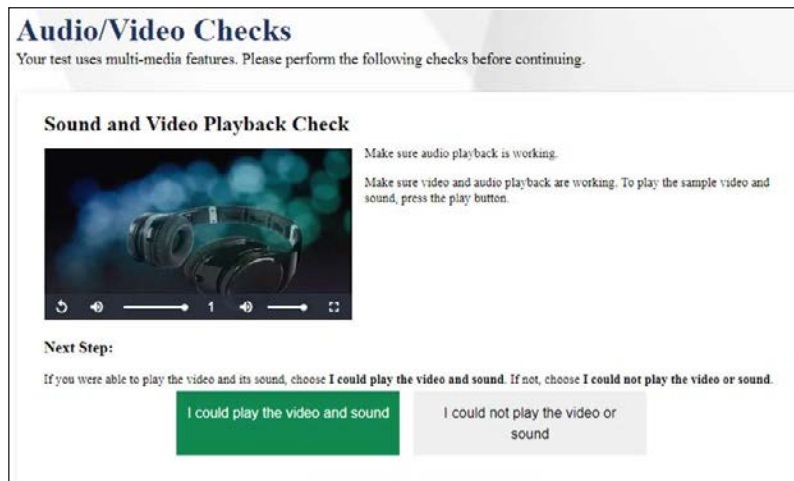 Audio/Video Checks
Your test uses multi-media features. Please perform the following checks before continuing.
Sound and Video Playback Check
Make sure audio playback is working.
Make sure video and audio playback are working. To play the sample video and
sound, press the play button.
1
Next Step:
If you were able to play the video and its sound, choose I could play the video and sound. If not, choose I could not play the video or sound.
I could play the video and sound
I could not play the video or
sound